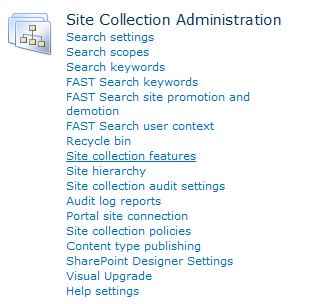 Site Collection Administration
Search settings
Search scopes
Search keywords
FAST Search keywords
FAST Search site promotion and
demotion
FAST Search user context
Recycle bin
Site collection features
Site hierarchy
Site collection audit settings
Audit log reports
Portal site connection
Site collection policies
Content type publishing
SharePoint Designer Settings
Visual Upgrade
Help settings